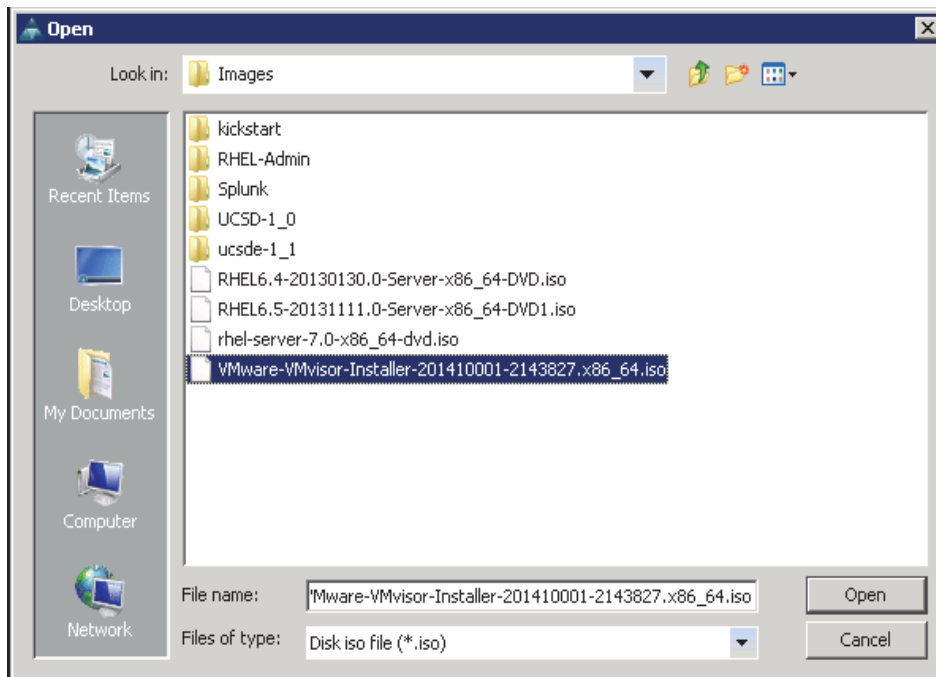 Open
Look in: Images
kickstart
RHEL-Admin
Splunk
UCSD-1_0
ucsde-1_1
RHEL6.4-20130130.0-Server-x86_64-DVD.iso
RHEL6.5-20131111.0-Server-x86_64-DVD1.iso
rhel-server-7.0-x86_64-dvd.iso
VMware-VMvisor-Installer-201410001-2143827.x86_64.iso
Recent Items
Desktop
My Documents
Computer
Network
File name: 'Mware-VMvisor-Installer-201410001-2143827.x86_64.iso Open
Files of type: Disk iso file (*.iso) Cancel